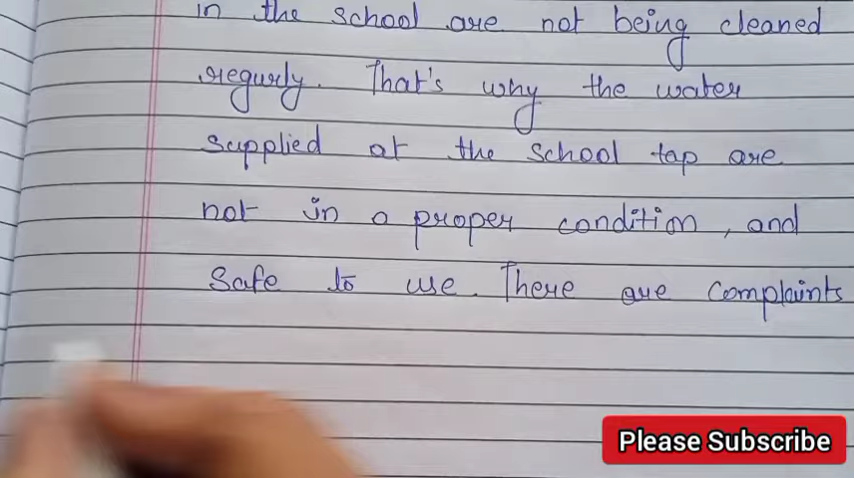 in the school are not being cleaned
regurly. That's why the water
supplied at the school tap are
not in a proper condition, and
safe to use. There are complaints
Please Subscribe